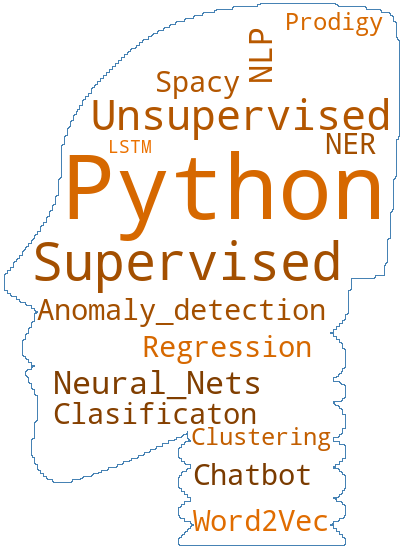 Prodigy
NLP
Spacy
Unsupervised
LSTM
NER
Python
Supervised
Anomaly_detection
Regression
Neural_Nets
Clasificaton
Clustering
Chatbot
Word2Vec